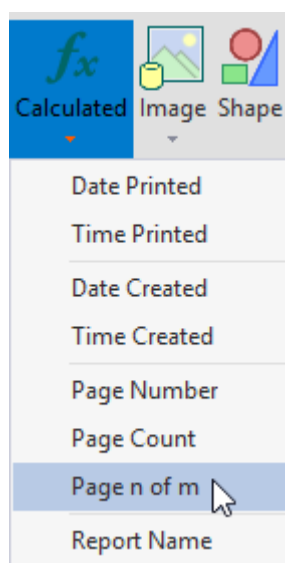 fx
Calculated Image Shape
Date Printed
Time Printed
Date Created
Time Created
Page Number
Page Count
Page n of m
Report Name